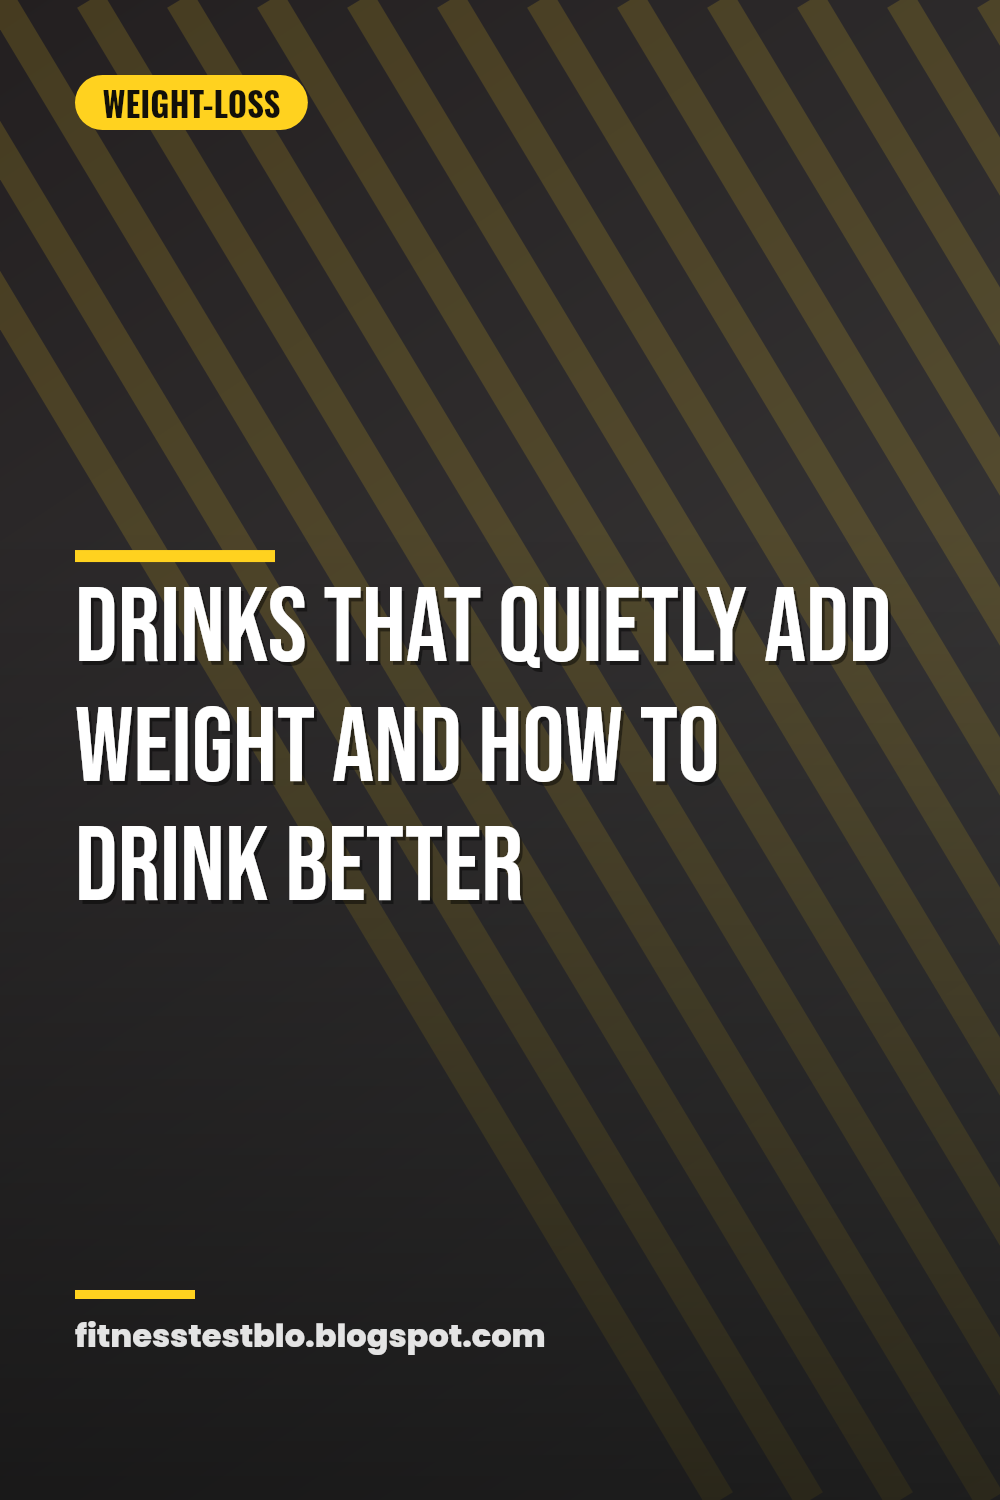 WEIGHT-LOSS
DRINKS THAT QUIETLY ADD
WEIGHT AND HOW TO
DRINK BETTER
fitnesstestblo.blogspot.com